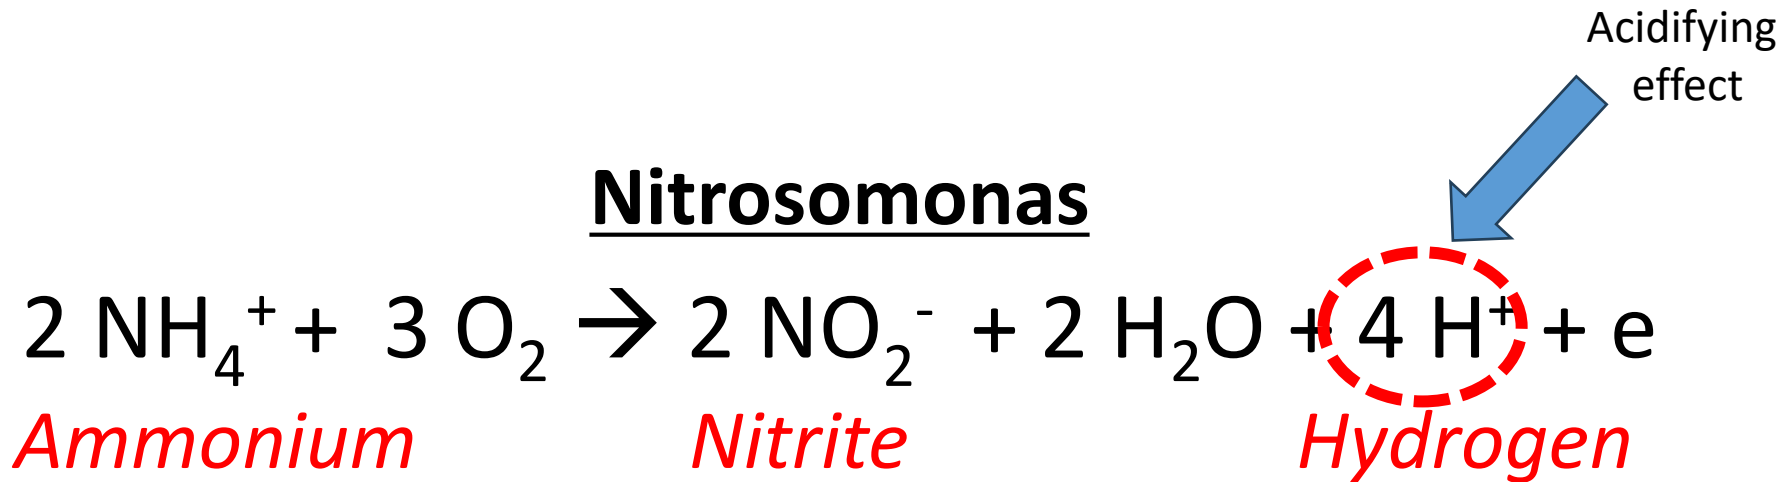 Acidifying
effect
Nitrosomonas
2 NH₄⁺ + 3 O₂ → 2 NO₂⁻ + 2 H₂O + 4 H⁺ + e
Ammonium Nitrite Hydrogen